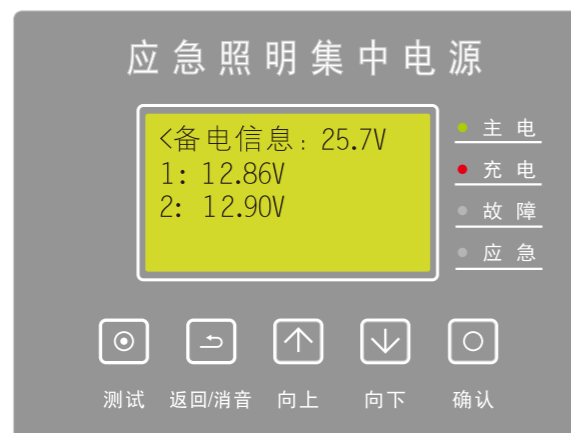 应急照明集中电源
<备电信息: 25.7V
1: 12.86V
2: 12.90V
主电
充电
故障
应急
测试 返回/消音 向上 向下 确认